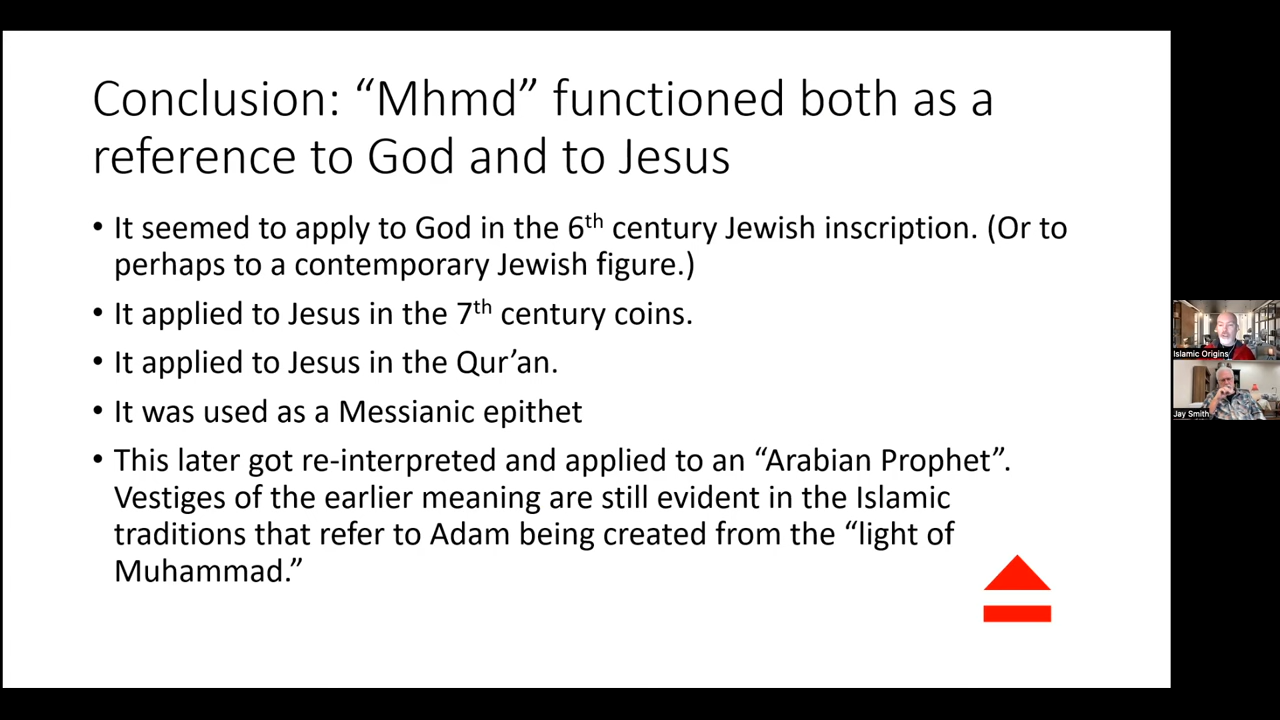 Conclusion: “Mhmd” functioned both as a
reference to God and to Jesus
• It seemed to apply to God in the 6th century Jewish inscription. (Or to
perhaps to a contemporary Jewish figure.)
• It applied to Jesus in the 7th century coins.
• It applied to Jesus in the Qur’an.
• It was used as a Messianic epithet
• This later got re-interpreted and applied to an “Arabian Prophet”.
Vestiges of the earlier meaning are still evident in the Islamic
traditions that refer to Adam being created from the “light of
Muhammad.”
Islamic Origins
Jay Smith